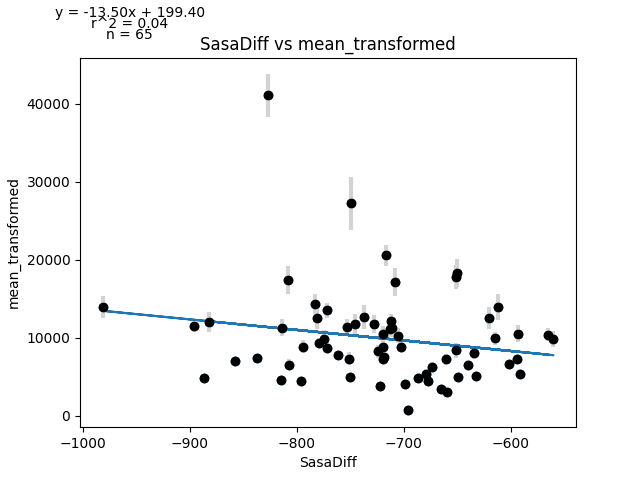 y = -13.50x + 199.40
r^2 = 0.04
n = 65
SasaDiff vs mean_transformed
mean_transformed
40000
30000
20000
10000
0
−1000
−900
−800
−700
−600
SasaDiff